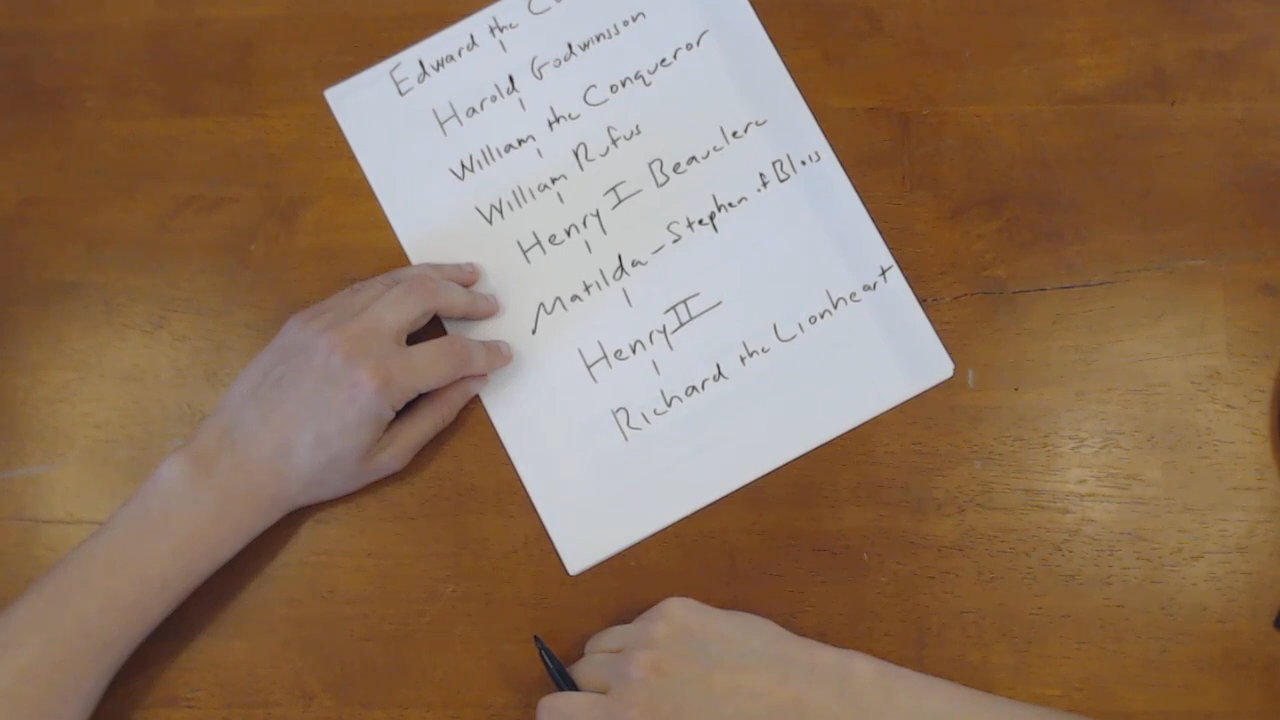 Edward the Co
Harold Godwinsson
William the Conqueror
William Rufus
Henry I Beauclerc
Matilda - Stephen of Blois
Henry II
Richard the Lionheart